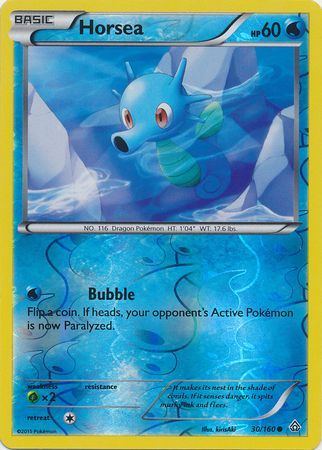 BASIC
Horsea
HP 60
NO. 116 Dragon Pokémon HT: 1'04" WT: 17.6 lbs.
Bubble
Flip a coin. If heads, your opponent's Active Pokémon
is now Paralyzed.
weakness
×2
resistance
retreat
It makes its nest in the shade of
corals. If it senses danger, it spits
murky ink and flees.
©2015 Pokémon
Illus. kirisAki
30/160